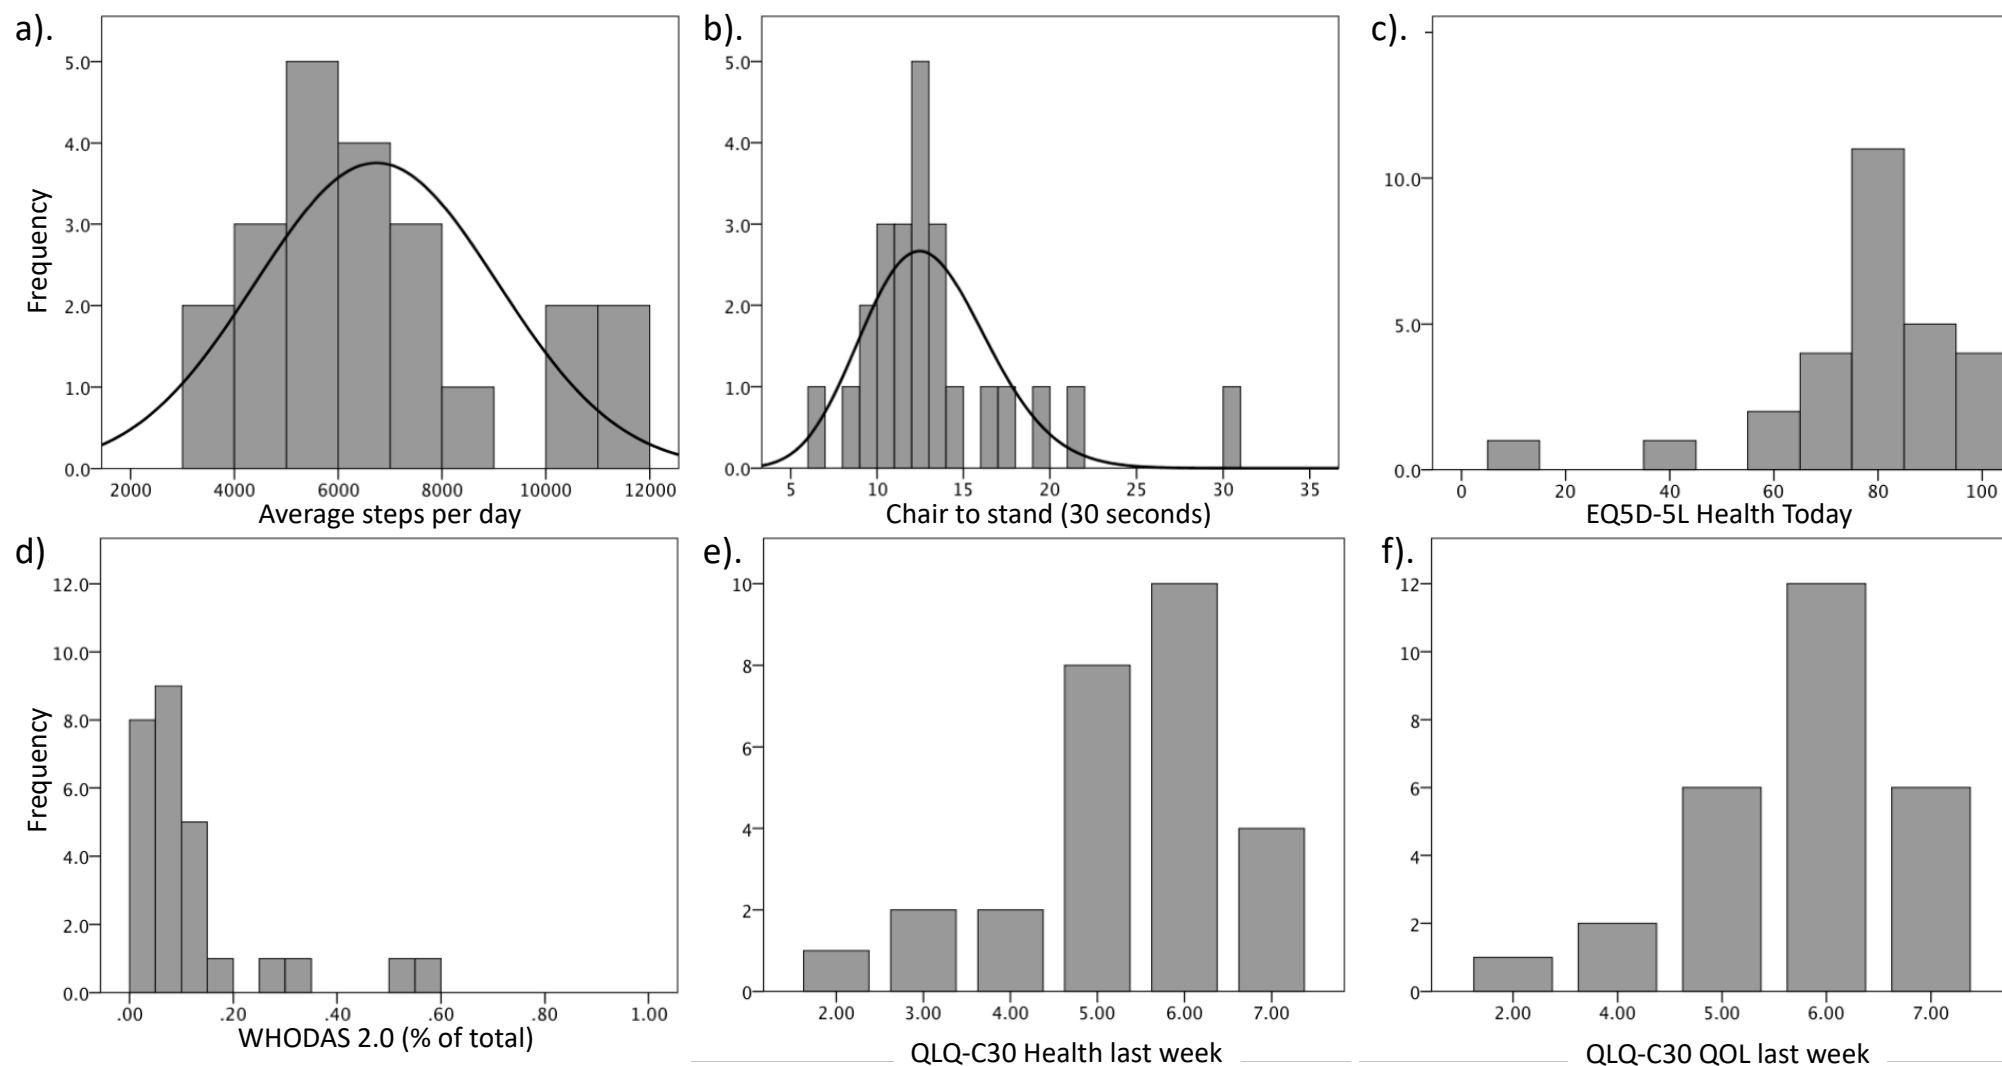 a).
5.0
4.0
3.0
2.0
1.0
0.0
Frequency
2000 4000 6000 8000 10000 12000
Average steps per day
b).
5.0
4.0
3.0
2.0
1.0
0.0
5 10 15 20 25 30 35
Chair to stand (30 seconds)
c).
10.0
5.0
0.0
0 20 40 60 80 100
EQ5D-5L Health Today
d)
12.0
10.0
8.0
6.0
4.0
2.0
0.0
Frequency
.00 .20 .40 .60 .80 1.00
WHODAS 2.0 (% of total)
e).
10
8
6
4
2
0
2.00 3.00 4.00 5.00 6.00 7.00
QLQ-C30 Health last week
f).
12
10
8
6
4
2
0
2.00 4.00 5.00 6.00 7.00
QLQ-C30 QOL last week